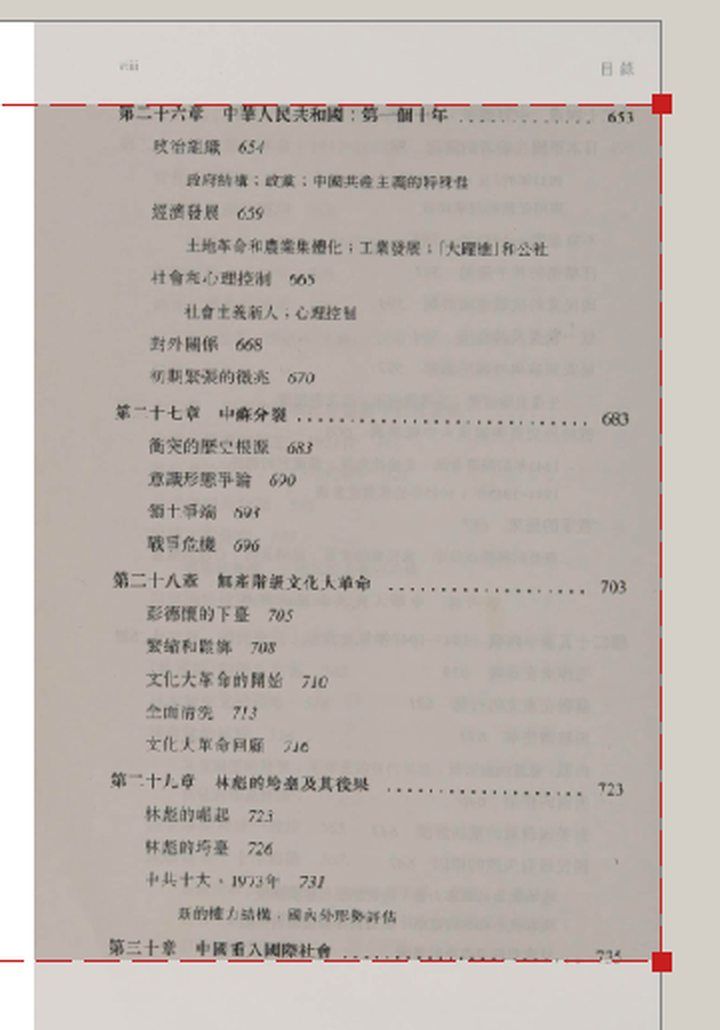 viii 目錄
第二十六章 中華人民共和國：第一個十年 ........... 653
政治組織 654
政府結構；政黨；中國共產主義的特殊性
經濟發展 659
土地革命和農業集體化；工業發展；「大躍進」和公社
社會和心理控制 665
社會主義新人；心理控制
對外關係 668
初期緊張的徵兆 670
第二十七章 中蘇分裂 ........................ 683
衝突的歷史根源 683
意識形態爭論 690
領土爭端 693
戰爭危機 696
第二十八章 無產階級文化大革命 ................ 703
彭德懷的下臺 705
緊縮和鬆綁 708
文化大革命的開始 710
全面清洗 713
文化大革命回顧 716
第二十九章 林彪的垮臺及其後果 ................ 723
林彪的崛起 723
林彪的垮臺 726
中共十大，1973年 731
新的權力結構；國內外形勢評估
第三十章 中國重入國際社會 .................... 735